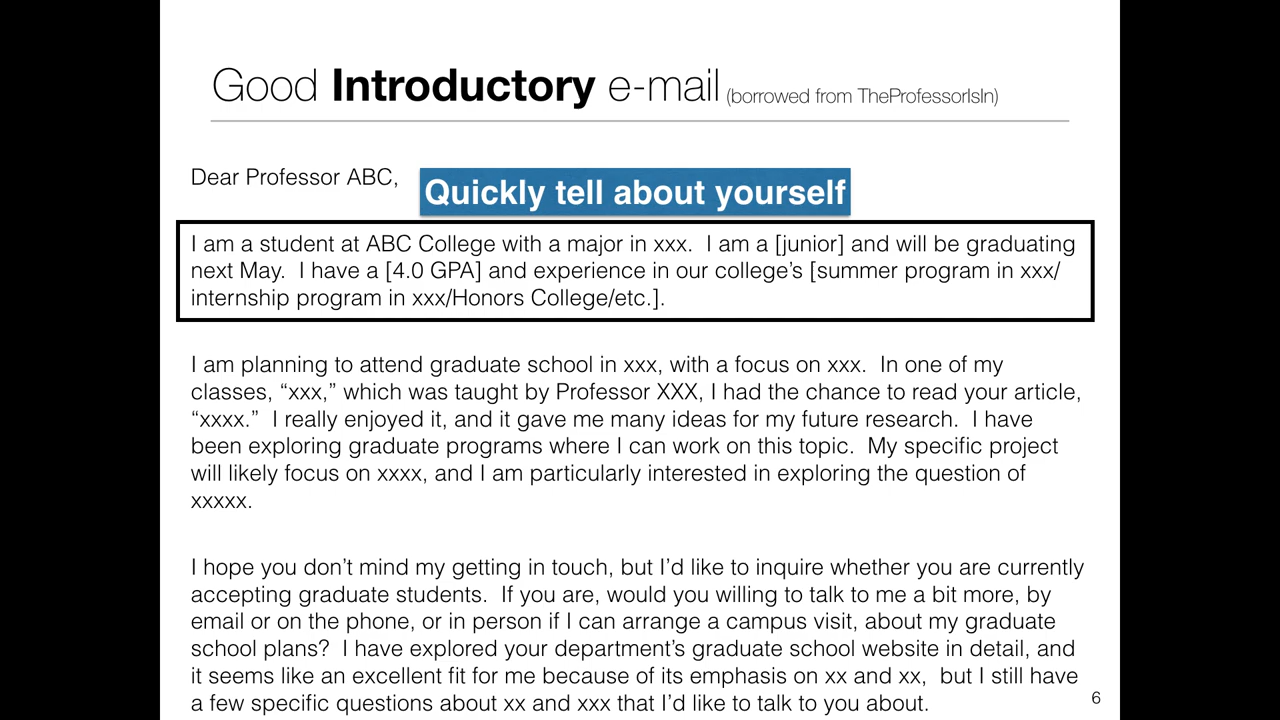 Good Introductory e-mail (borrowed from TheProfessorIsIn)
Dear Professor ABC,
Quickly tell about yourself
I am a student at ABC College with a major in xxx.  I am a [junior] and will be graduating
next May.  I have a [4.0 GPA] and experience in our college’s [summer program in xxx/
internship program in xxx/Honors College/etc.].
I am planning to attend graduate school in xxx, with a focus on xxx.  In one of my
classes, “xxx,” which was taught by Professor XXX, I had the chance to read your article,
“xxxx.”  I really enjoyed it, and it gave me many ideas for my future research.  I have
been exploring graduate programs where I can work on this topic.  My specific project
will likely focus on xxxx, and I am particularly interested in exploring the question of
xxxxx.
I hope you don’t mind my getting in touch, but I’d like to inquire whether you are currently
accepting graduate students.  If you are, would you willing to talk to me a bit more, by
email or on the phone, or in person if I can arrange a campus visit, about my graduate
school plans?  I have explored your department’s graduate school website in detail, and
it seems like an excellent fit for me because of its emphasis on xx and xx,  but I still have
a few specific questions about xx and xxx that I’d like to talk to you about.
6